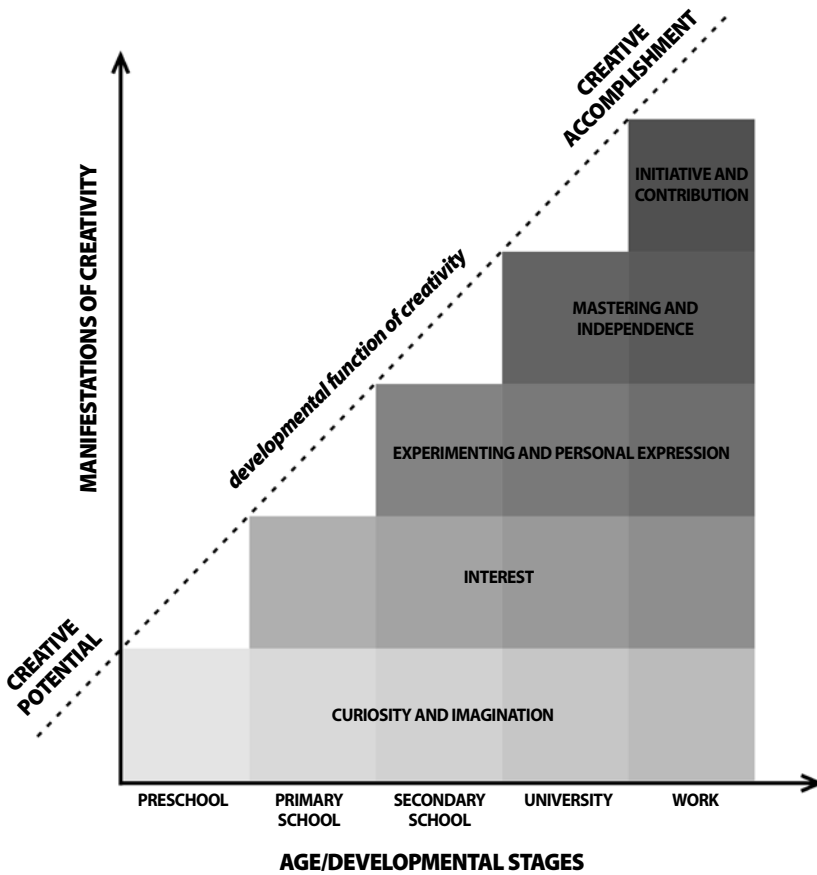 CREATIVE
ACCOMPLISHMENT
INITIATIVE AND
CONTRIBUTION
MANIFESTATIONS OF CREATIVITY
developmental function of creativity
MASTERING AND
INDEPENDENCE
EXPERIMENTING AND PERSONAL EXPRESSION
INTEREST
CREATIVE
POTENTIAL
CURIOSITY AND IMAGINATION
PRESCHOOL
PRIMARY
SCHOOL
SECONDARY
SCHOOL
UNIVERSITY
WORK
AGE/DEVELOPMENTAL STAGES